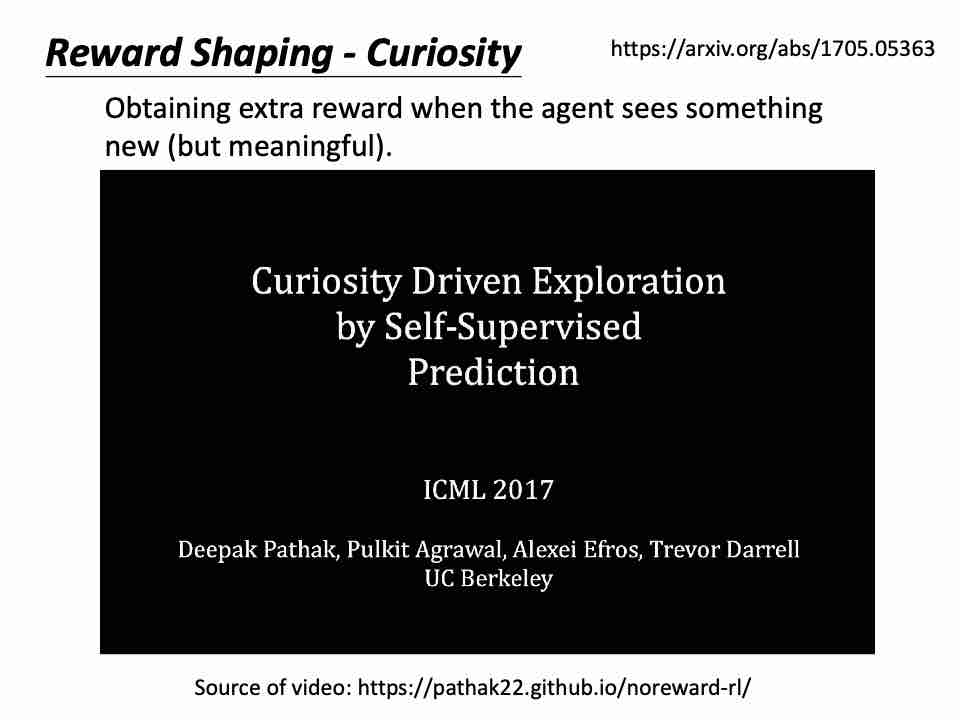 Reward Shaping - Curiosity
https://arxiv.org/abs/1705.05363
Obtaining extra reward when the agent sees something
new (but meaningful).
Curiosity Driven Exploration
by Self-Supervised
Prediction
ICML 2017
Deepak Pathak, Pulkit Agrawal, Alexei Efros, Trevor Darrell
UC Berkeley
Source of video: https://pathak22.github.io/noreward-rl/